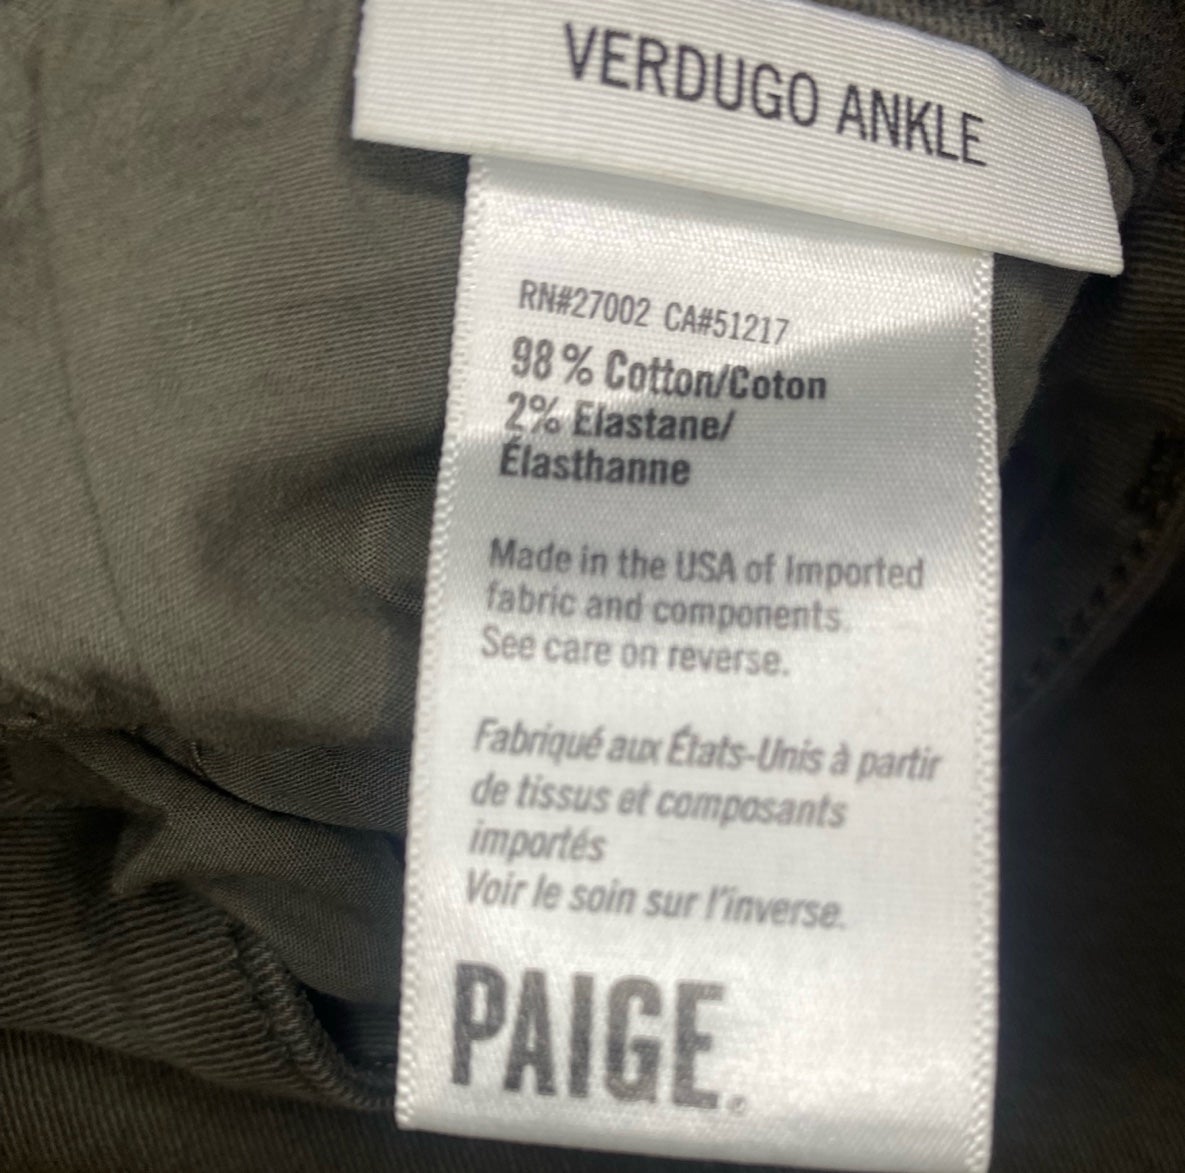 VERDUGO ANKLE
RN#27002 CA#51217
98% Cotton/Coton
2% Elastane/
Élasthanne
Made in the USA of Imported
fabric and components.
See care on reverse.
Fabriqué aux États-Unis à partir
de tissus et composants
importés
Voir le soin sur l'inverse.
PAIGE.